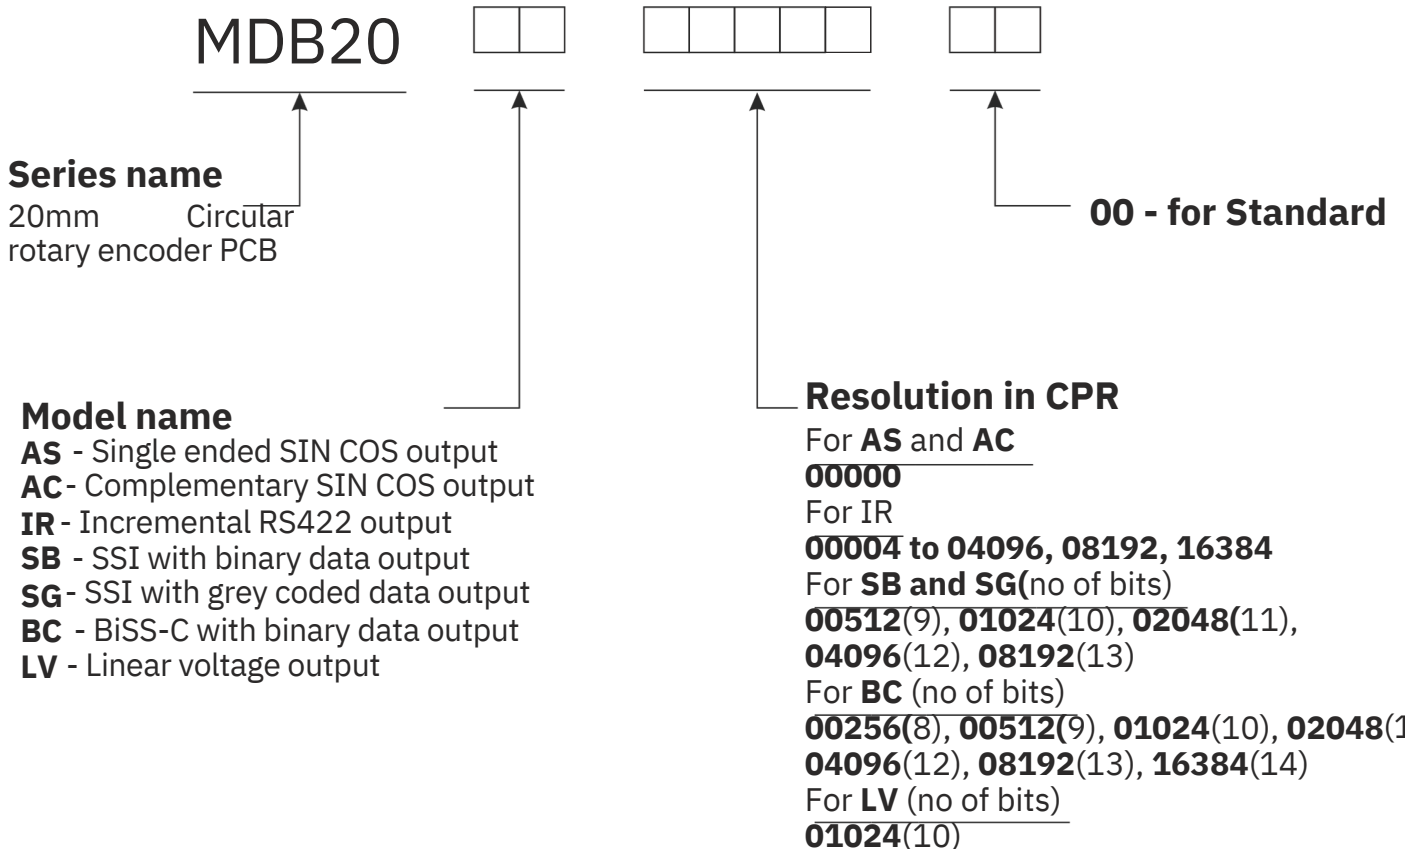 MDB20
Series name
20mm Circular
rotary encoder PCB
00 - for Standard
Model name
AS - Single ended SIN COS output
AC - Complementary SIN COS output
IR - Incremental RS422 output
SB - SSI with binary data output
SG - SSI with grey coded data output
BC - BiSS-C with binary data output
LV - Linear voltage output
Resolution in CPR
For AS and AC
00000
For IR
00004 to 04096, 08192, 16384
For SB and SG(no of bits)
00512(9), 01024(10), 02048(11),
04096(12), 08192(13)
For BC (no of bits)
00256(8), 00512(9), 01024(10), 02048(1
04096(12), 08192(13), 16384(14)
For LV (no of bits)
01024(10)